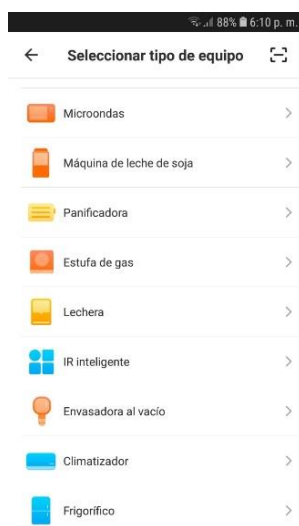 88% 6:10 p. m.
Seleccionar tipo de equipo
Microondas
Máquina de leche de soja
Panificadora
Estufa de gas
Lechera
IR inteligente
Envasadora al vacío
Climatizador
Frigorífico